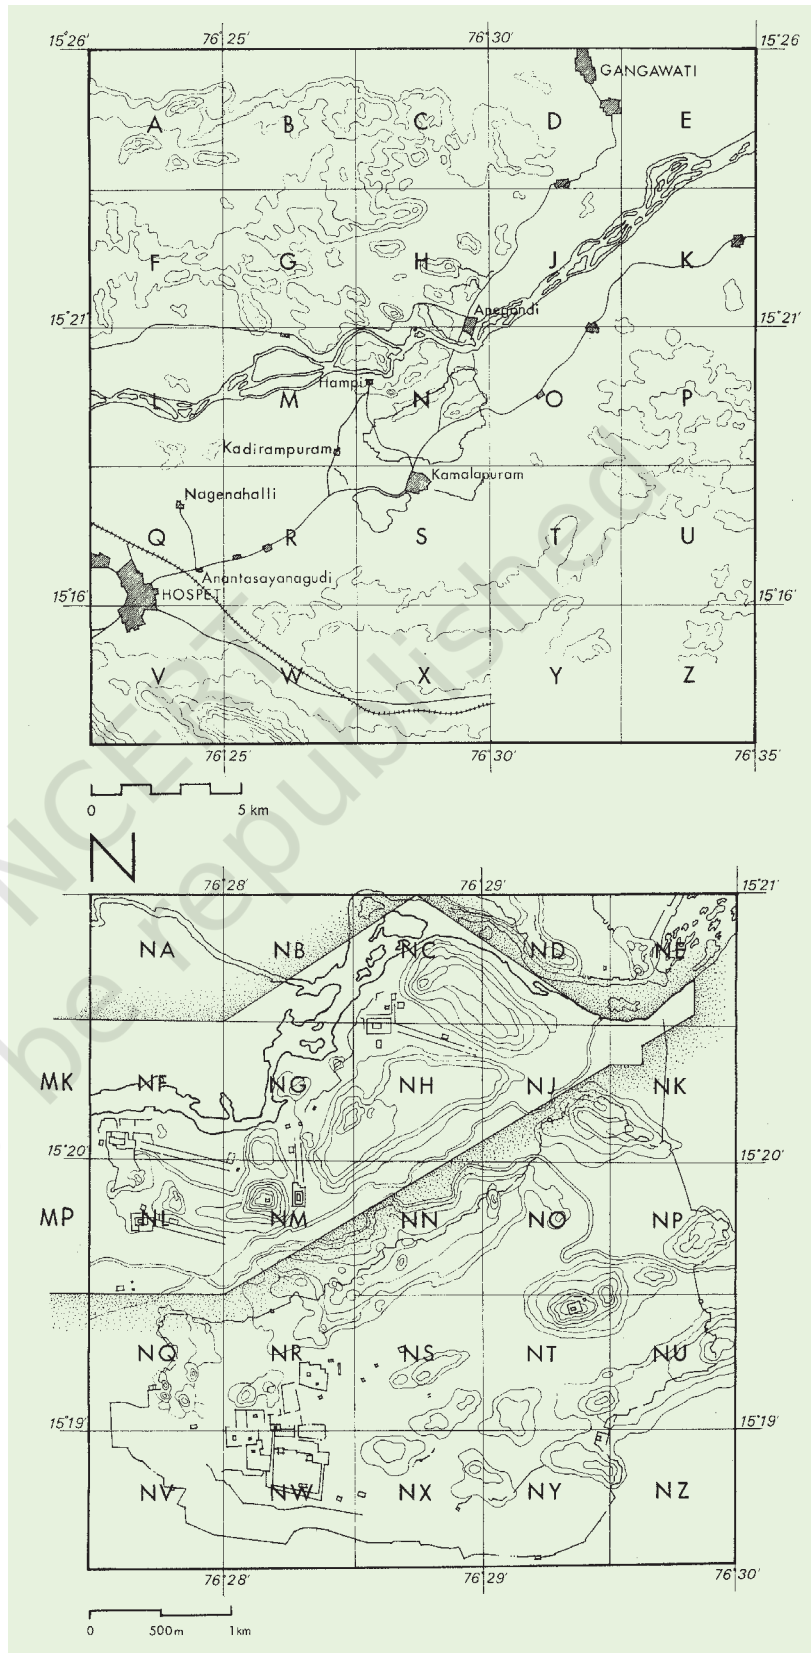 15°26' 76°25' 76°30' 15°26
GANGAWATI
A B C D E
F G H J K
Anegondi
15°21' 15°21'
Hampi
L M N O P
Kadirampuram
Kamalapuram
Nagenahalli
Q R S T U
Anantasayanagudi
HOSPET
15°16' 15°16'
V W X Y Z
76°25' 76°30' 76°35'
0 5 km
N
76°28' 76°29' 15°21'
NA NB NC ND NE
MK NF NG NH NJ NK
15°20' 15°20'
MP NL NM NN NO NP
NQ NR NS NT NU
15°19' 15°19'
NV NW NX NY NZ
76°28' 76°29' 76°30'
0 500m 1km
NCERT
be republished